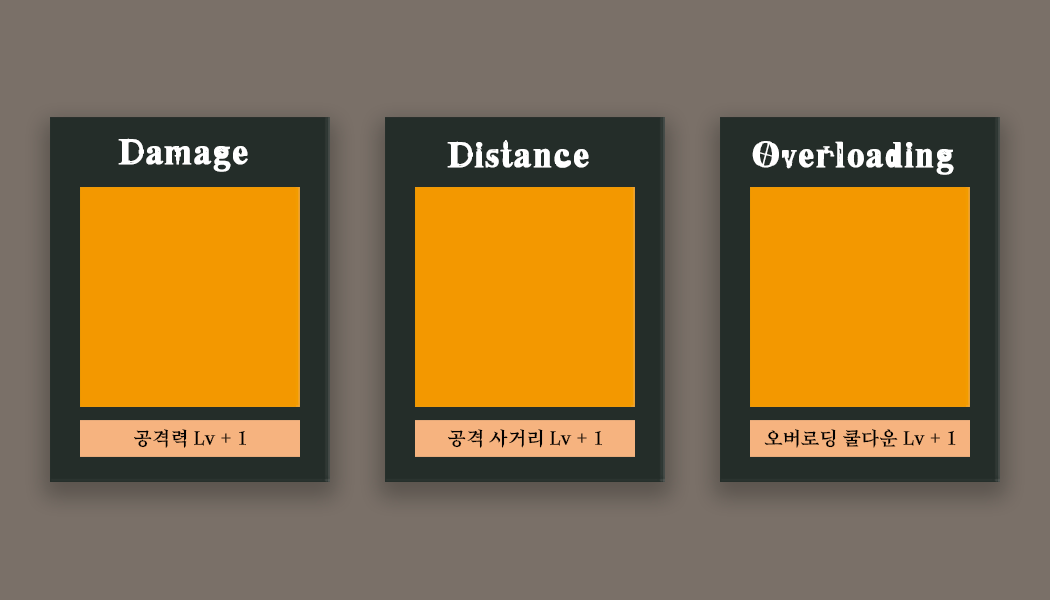 Damage
공격력 Lv + 1
Distance
공격 사거리 Lv + 1
Overloading
오버로딩 쿨다운 Lv + 1